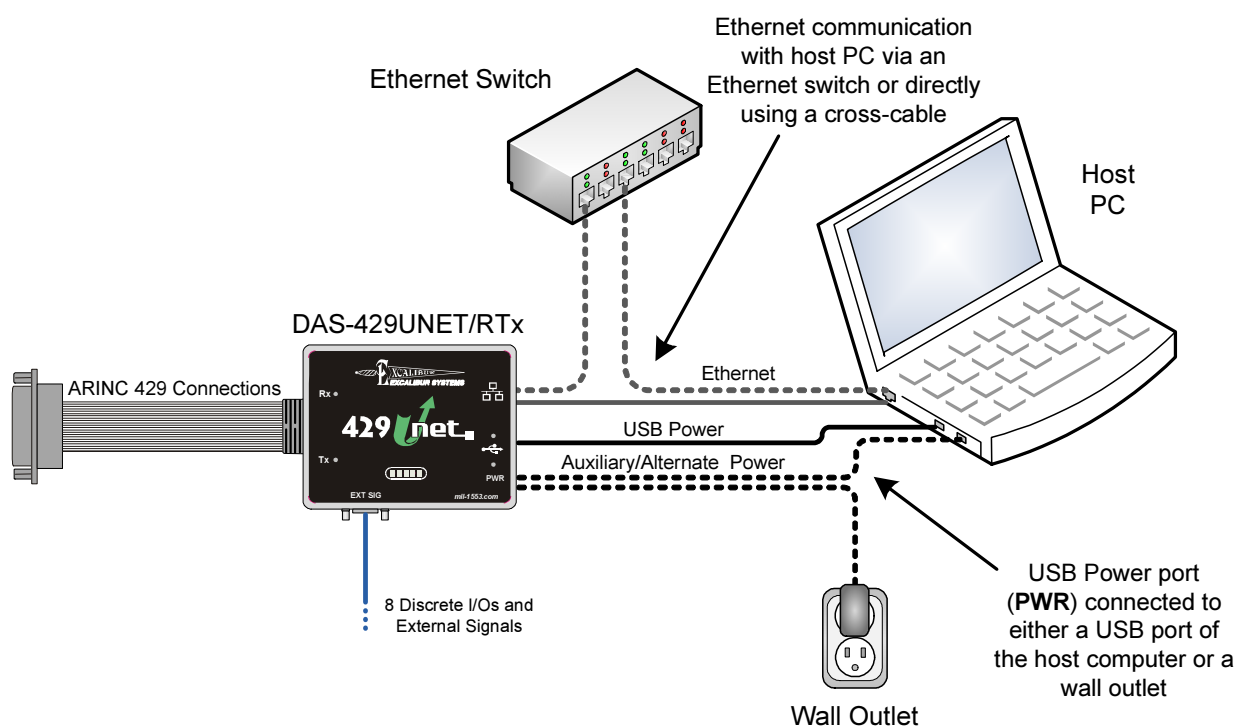 Ethernet communication
with host PC via an
Ethernet switch or directly
using a cross-cable
Ethernet Switch
Host
PC
DAS-429UNET/RTx
ARINC 429 Connections
EXCALIBUR
EXCALIBUR SYSTEMS
Rx
429 Unet
Tx
PWR
EXT SIG
mil-1553.com
Ethernet
USB Power
Auxiliary/Alternate Power
8 Discrete I/Os and
External Signals
USB Power port
(PWR) connected to
either a USB port of
the host computer or a
wall outlet
Wall Outlet